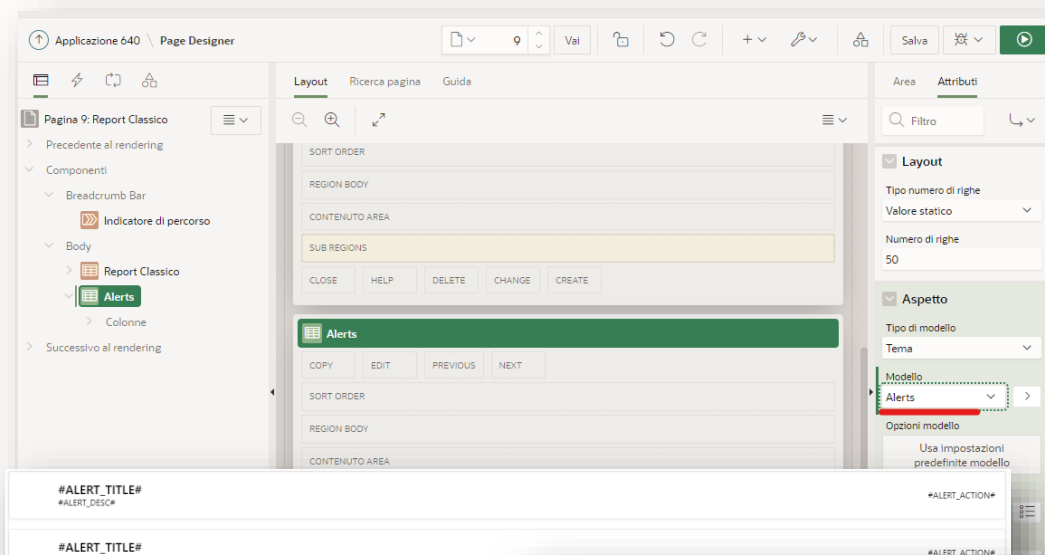 Applicazione 640 \ Page Designer
9
Vai
Salva
Pagina 9: Report Classico
Precedente al rendering
Componenti
Breadcrumb Bar
Indicatore di percorso
Body
Report Classico
Alerts
Colonne
Successivo al rendering
Layout Ricerca pagina Guida
SORT ORDER
REGION BODY
CONTENUTO AREA
SUB REGIONS
CLOSE HELP DELETE CHANGE CREATE
Alerts
COPY EDIT PREVIOUS NEXT
SORT ORDER
REGION BODY
CONTENUTO AREA
Area Attributi
Filtro
Layout
Tipo numero di righe
Valore statico
Numero di righe
50
Aspetto
Tipo di modello
Tema
Modello
Alerts
Opzioni modello
Usa impostazioni
predefinite modello
#ALERT_TITLE#
#ALERT_DESC#
#ALERT_ACTION#
#ALERT_TITLE#
#ALERT_ACTION#